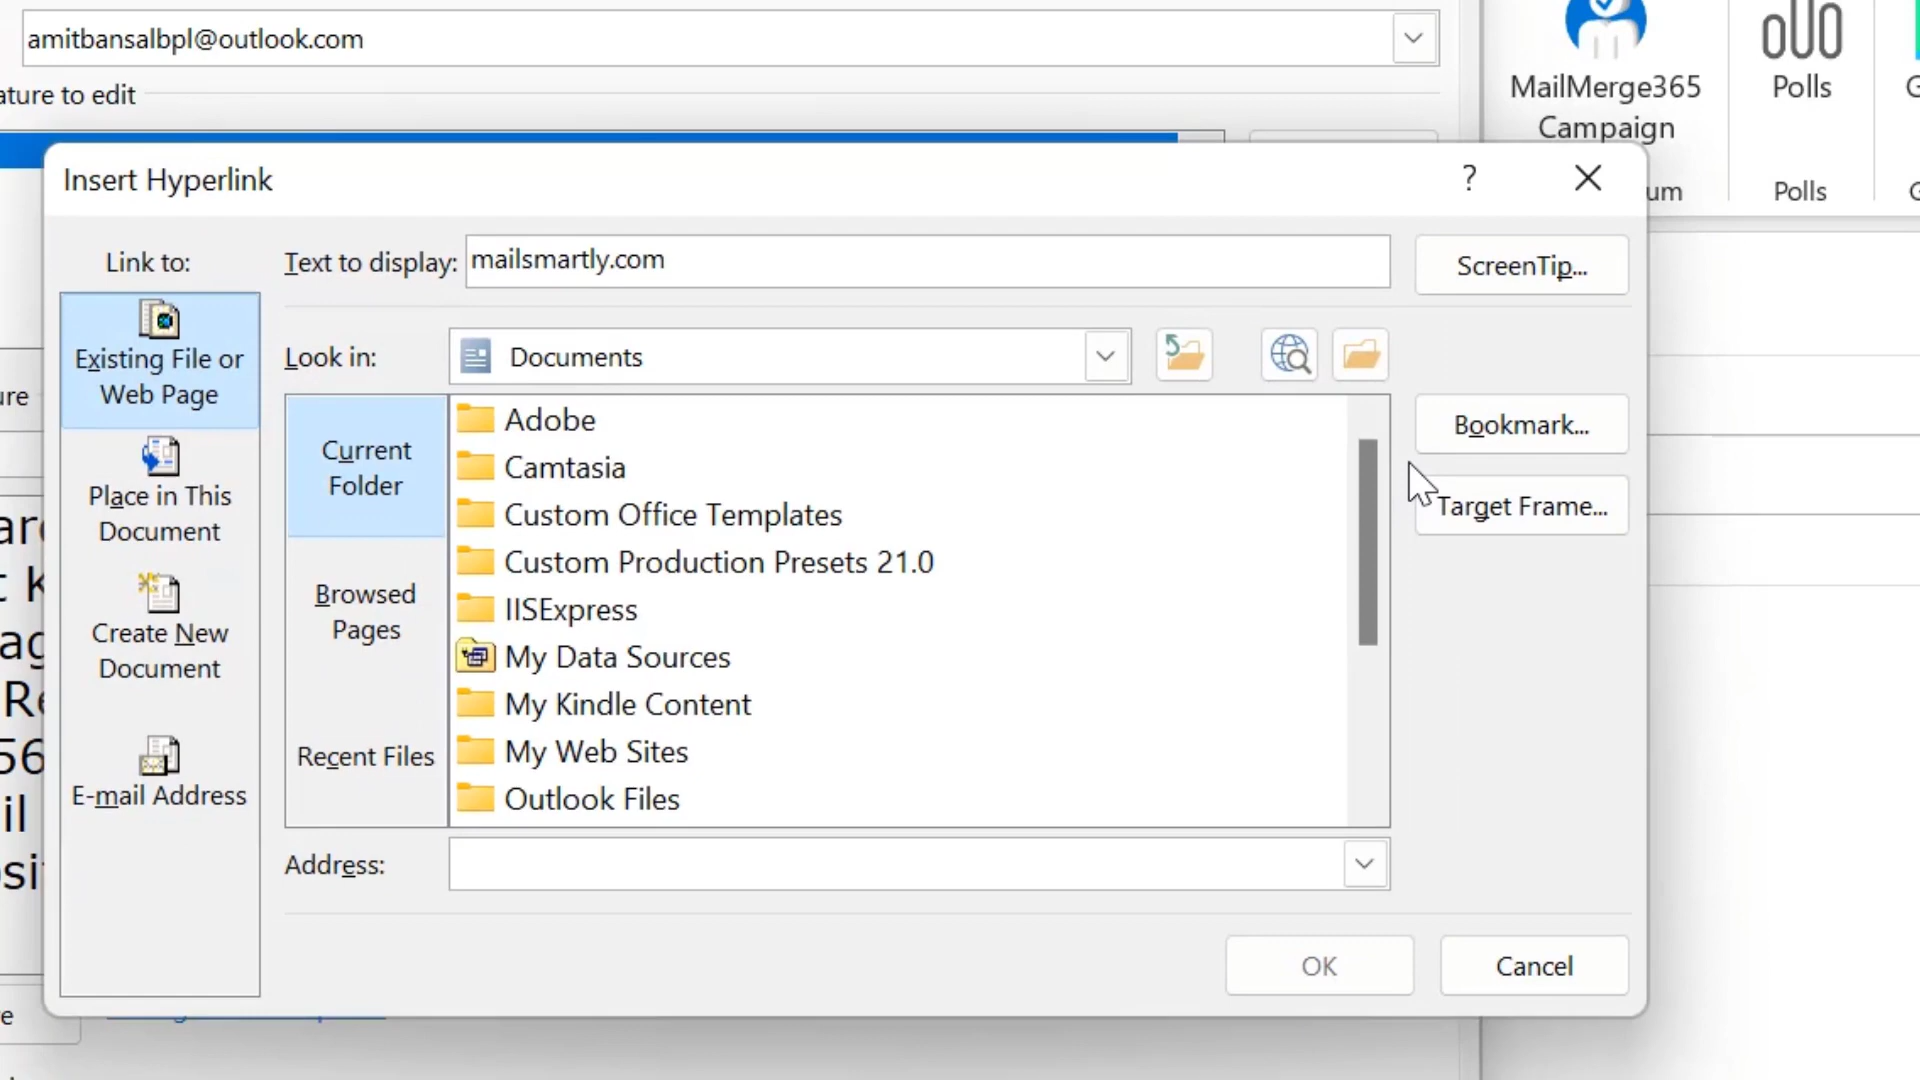 amitbansalbpl@outlook.com
ature to edit
MailMerge365
Campaign
Polls
um
Polls
Insert Hyperlink
?
Link to:
Text to display:
mailsmartly.com
ScreenTip...
Existing File or
Web Page
Look in:
Documents
Place in This
Document
Create New
Document
E-mail Address
Current
Folder
Browsed
Pages
Recent Files
Adobe
Camtasia
Custom Office Templates
Custom Production Presets 21.0
IISExpress
My Data Sources
My Kindle Content
My Web Sites
Outlook Files
Bookmark...
Target Frame...
Address:
OK
Cancel
ure